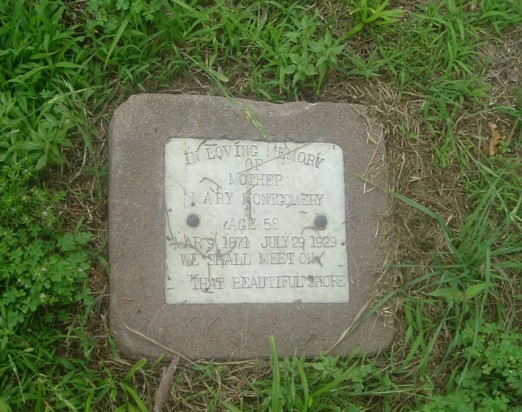 IN LOVING MEMORY
OF
MOTHER
MARY MONTGOMERY
AGE 58
MAR 9 1871 JULY 29 1929
WE SHALL MEET ON
THAT BEAUTIFUL SHORE